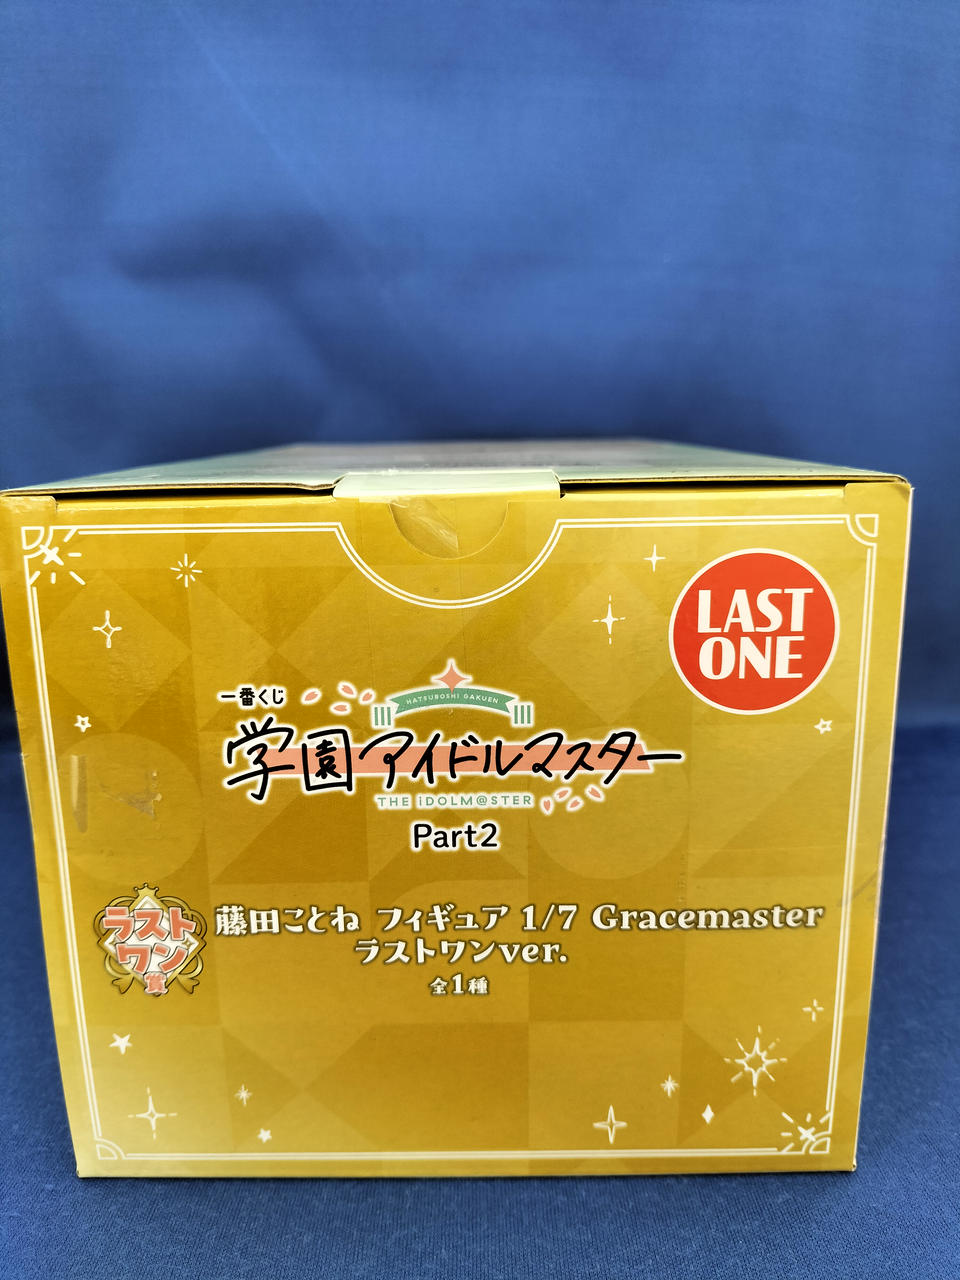 LAST
ONE
一番くじ
HATSUBOSHI GAKUEN
学園アイドルマスター
THE iDOLM@STER
Part2
ラスト
ワン
賞
藤田ことね フィギュア 1/7 Gracemaster
ラストワンver.
全1種